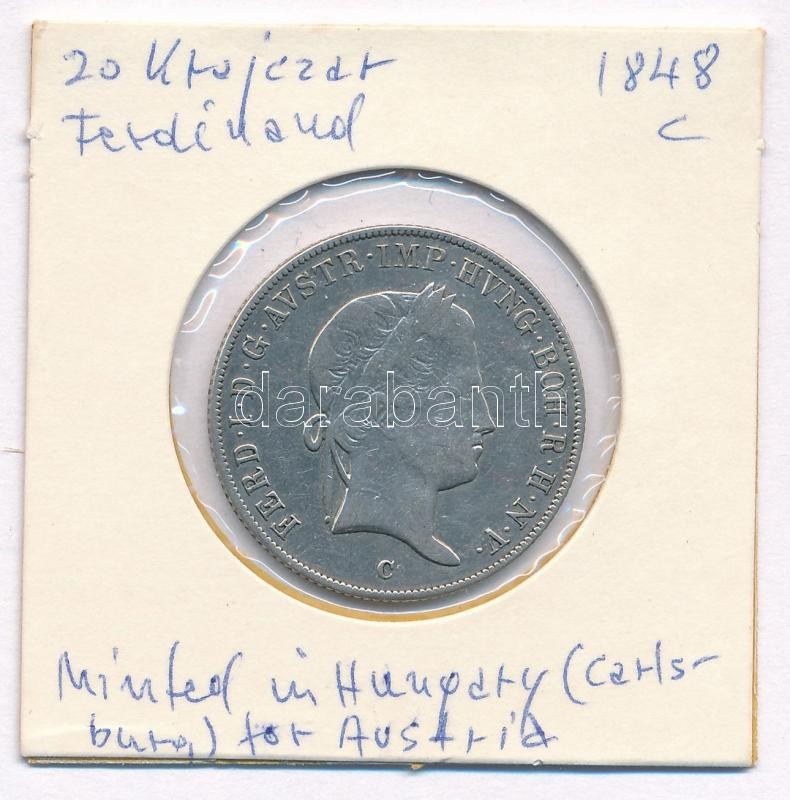 20 Krajczar 1848
Ferdinand C
FERD·I·D·G·AVSTR·IMP·HVNG·BOH·R·H·N·V·
darabanth
C
Minted in Hungary (Carls-
burg) for Austria